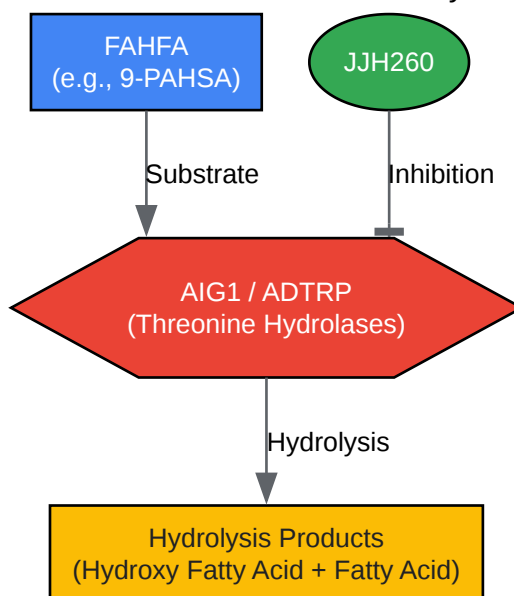 FAHFA
(e.g., 9-PAHSA)
JJH260
Substrate
Inhibition
AIG1 / ADTRP
(Threonine Hydrolases)
Hydrolysis
Hydrolysis Products
(Hydroxy Fatty Acid + Fatty Acid)